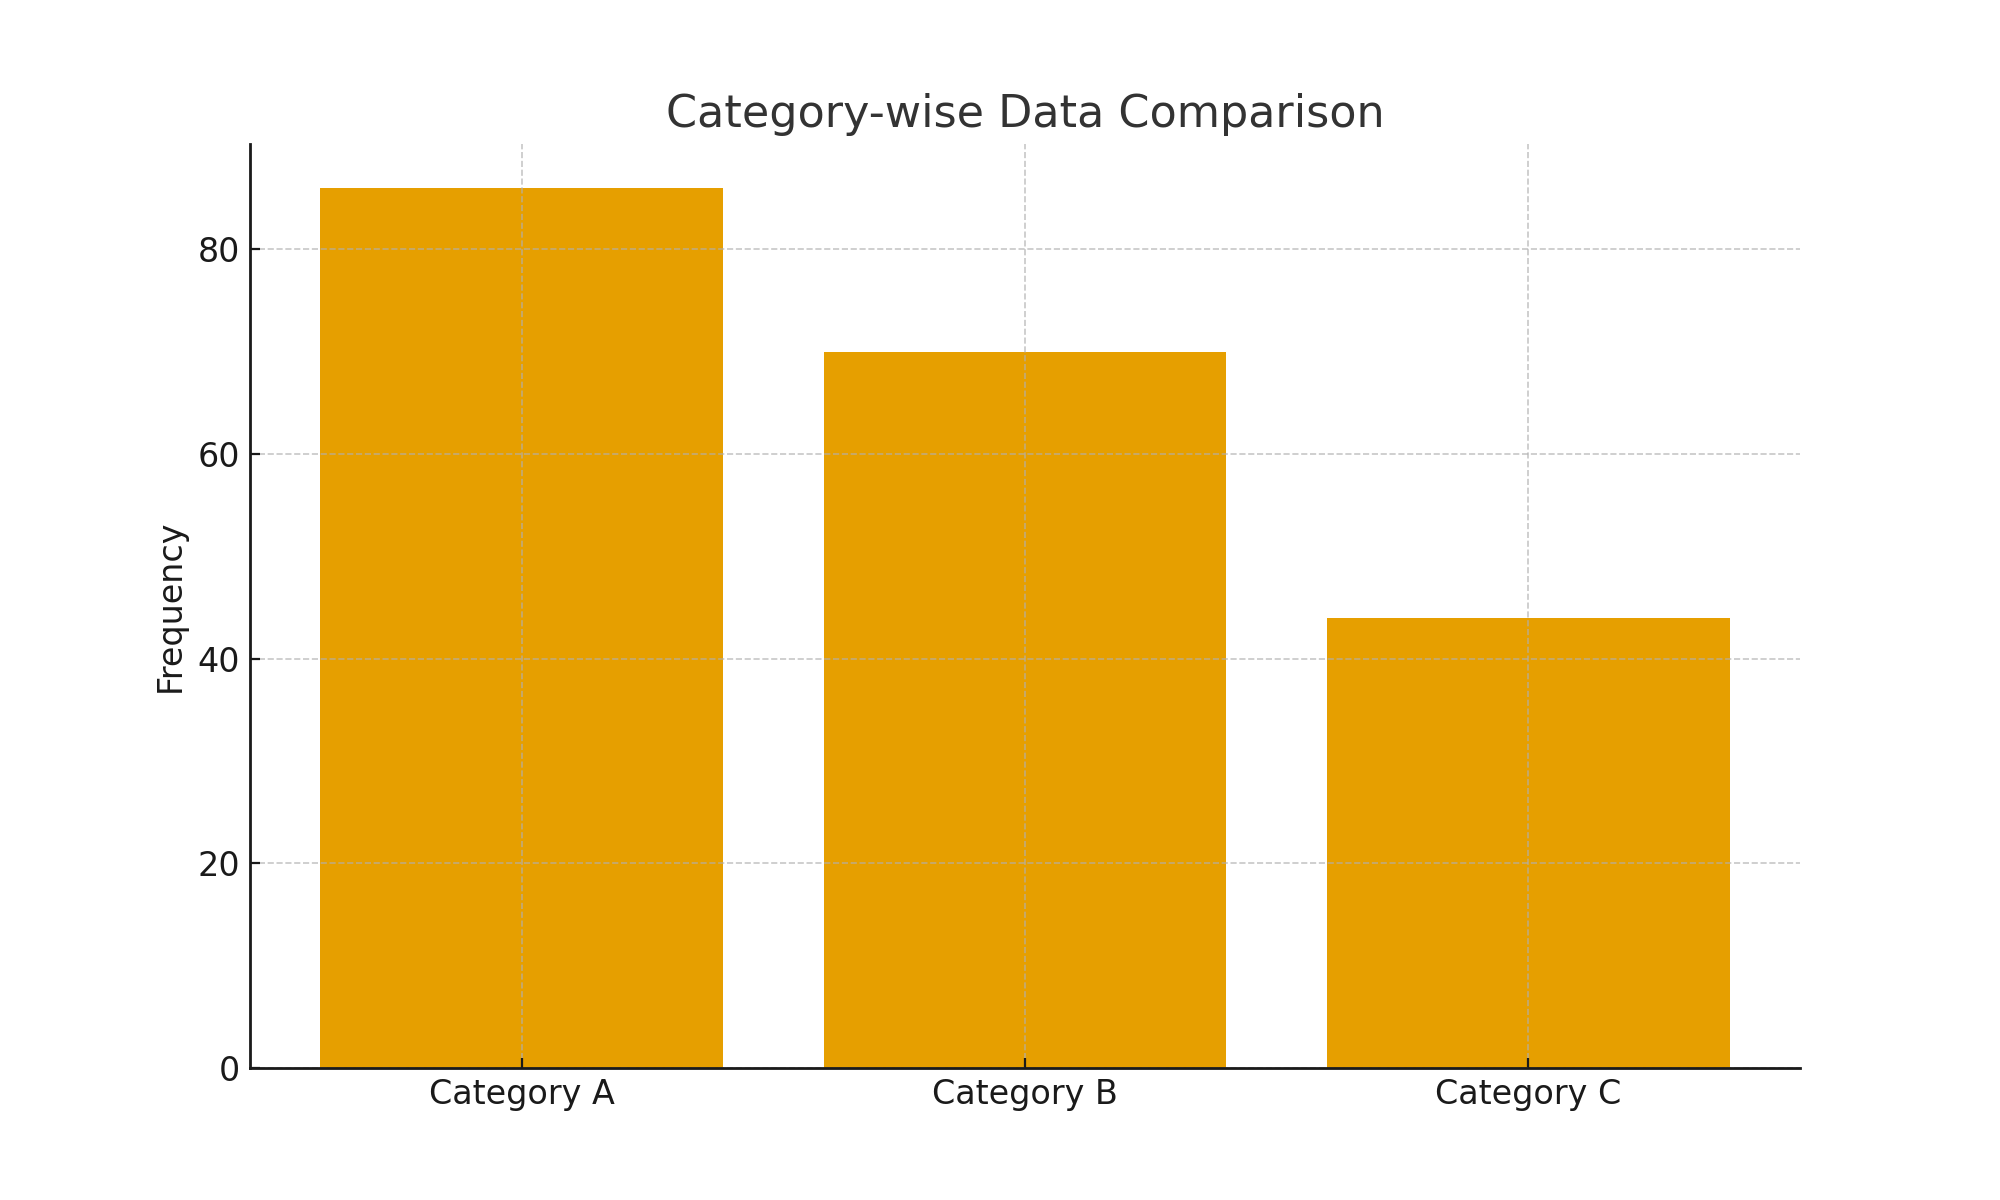 Category-wise Data Comparison
Frequency
80
60
40
20
0
Category A
Category B
Category C